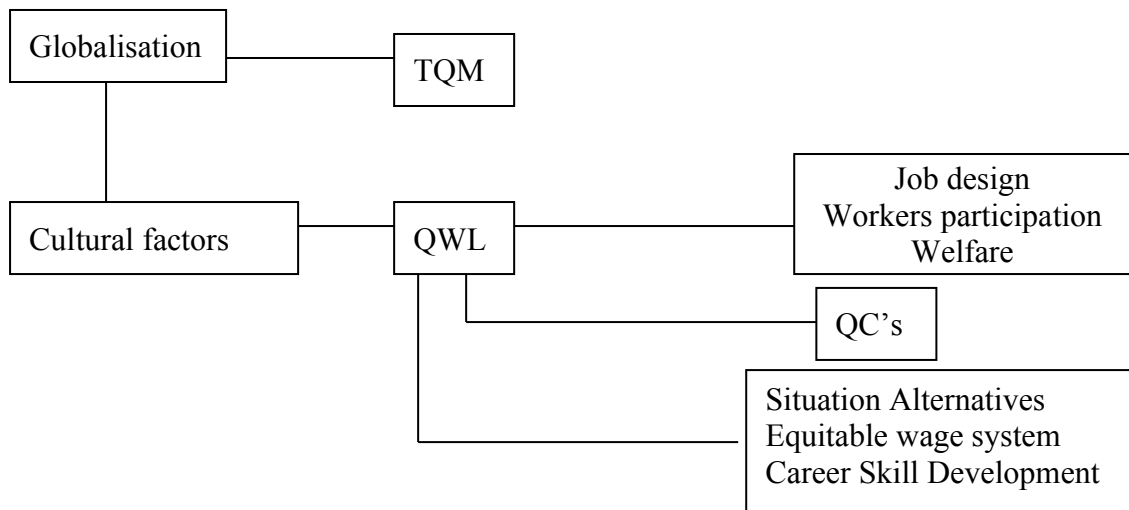 Globalisation
TQM
Cultural factors
QWL
Job design
Workers participation
Welfare
QC’s
Situation Alternatives
Equitable wage system
Career Skill Development